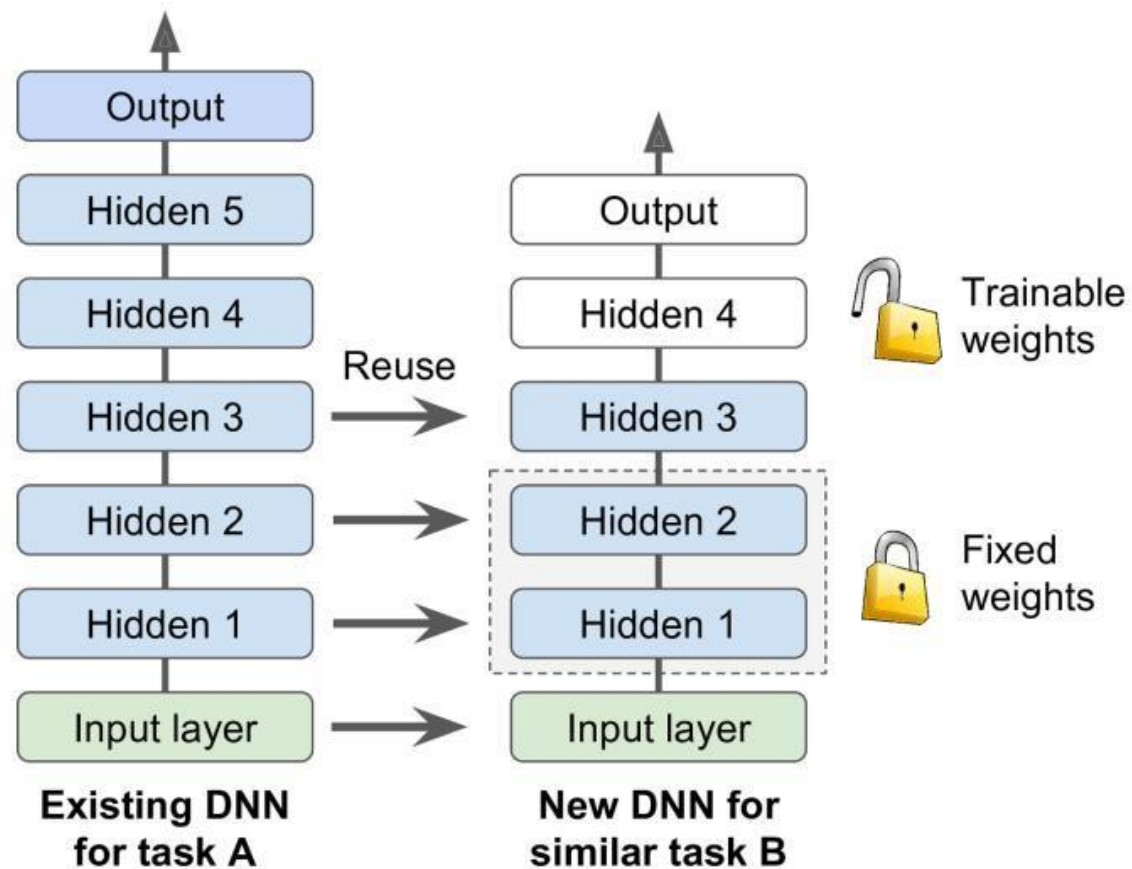 Output
Hidden 5
Hidden 4
Hidden 3
Hidden 2
Hidden 1
Input layer
Existing DNN
for task A
Reuse
Output
Hidden 4
Hidden 3
Hidden 2
Hidden 1
Input layer
New DNN for
similar task B
Trainable
weights
Fixed
weights